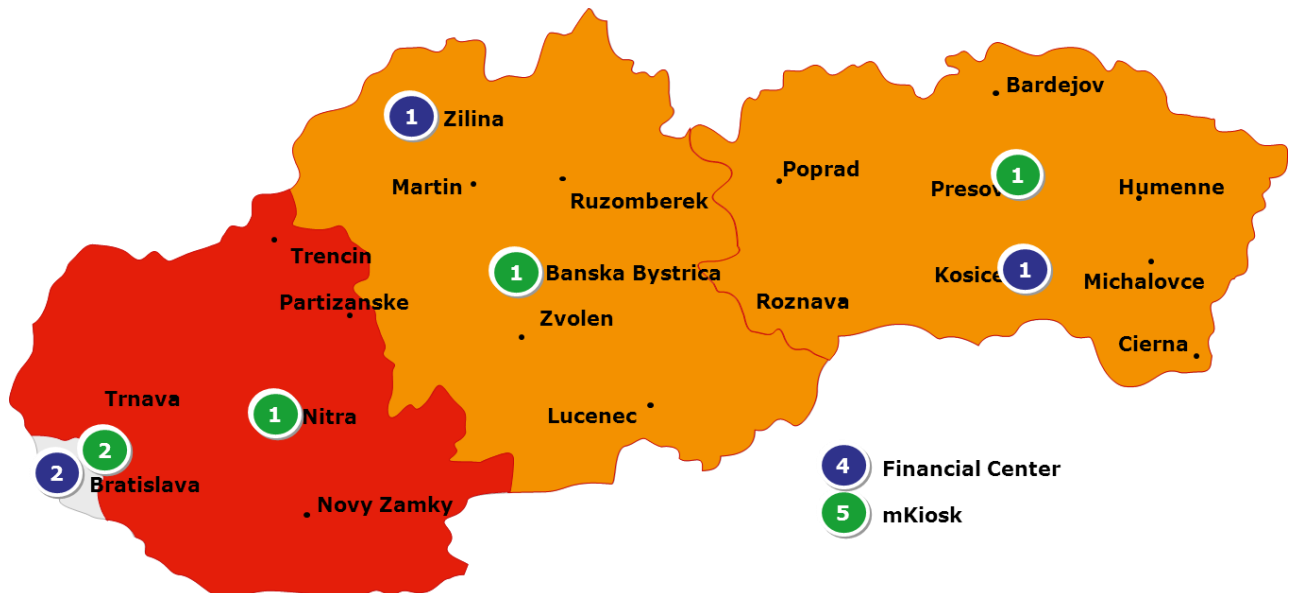 Bardejov
1 Zilina
Poprad
1
Presov
Martin
Humenne
Ruzomberek
Trencin
1 Banska Bystrica
Kosice 1
Michalovce
Partizanske
Roznava
Zvolen
Cierna
Trnava
1 Nitra
Lucenec
2
2
Bratislava
4 Financial Center
Novy Zamky
5 mKiosk